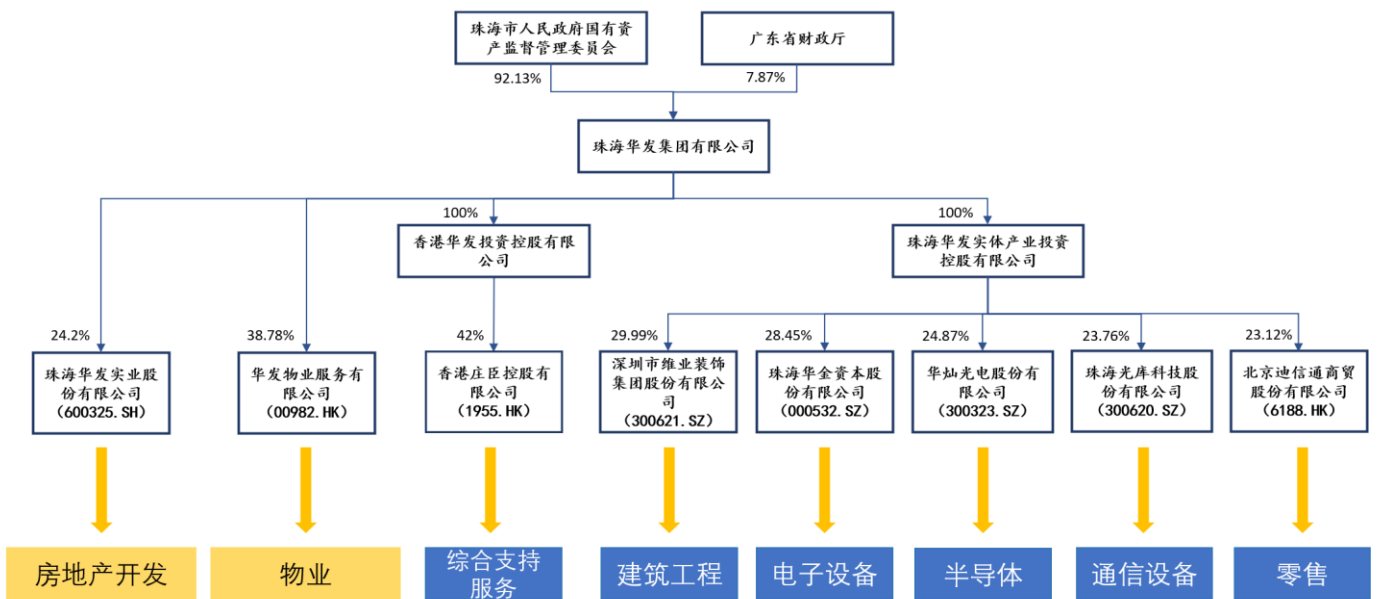 珠海市人民政府国有资
产监督管理委员会
广东省财政厅
92.13%
7.87%
珠海华发集团有限公司
100%
100%
香港华发投资控股有限
公司
珠海华发实体产业投资
控股有限公司
24.2%
38.78%
42%
29.99%
28.45%
24.87%
23.76%
23.12%
珠海华发实业股
份有限公司
(600325.SH)
华发物业服务有
限公司
(00982.HK)
香港庄臣控股有
限公司
(1955.HK)
深圳市维业装饰
集团股份有限公
司
(300621.SZ)
珠海华金资本股
份有限公司
(000532.SZ)
华灿光电股份有
限公司
(300323.SZ)
珠海光库科技股
份有限公司
(300620.SZ)
北京迪信通商贸
股份有限公司
(6188.HK)
房地产开发
物业
综合支持
服务
建筑工程
电子设备
半导体
通信设备
零售